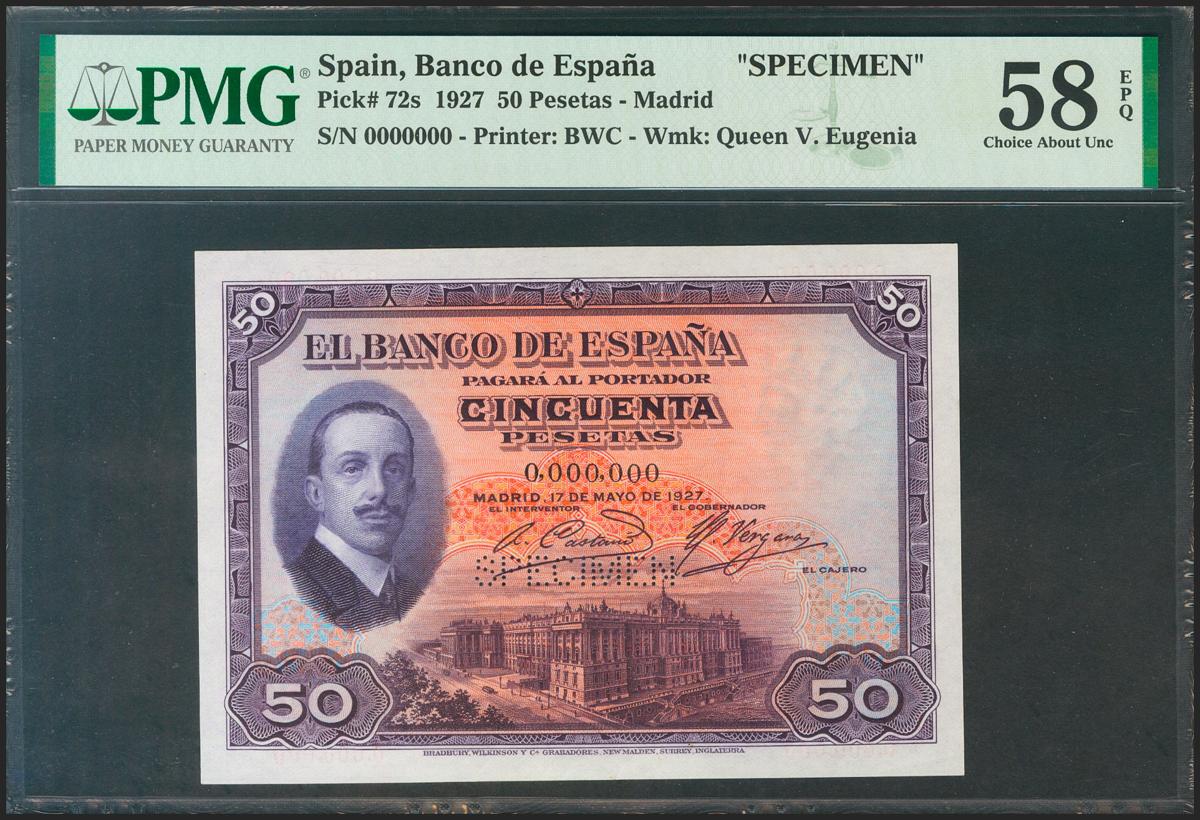 PMG®
PAPER MONEY GUARANTY
Spain, Banco de España "SPECIMEN"
Pick# 72s 1927 50 Pesetas - Madrid
S/N 0000000 - Printer: BWC - Wmk: Queen V. Eugenia
58
EPQ
Choice About Unc
50
50
EL BANCO DE ESPAÑA
PAGARÁ AL PORTADOR
CINCUENTA
PESETAS
0,000,000
MADRID, 17 DE MAYO DE 1927
EL INTERVENTOR EL GOBERNADOR
SPECIMEN
EL CAJERO
50
50
BRADBURY, WILKINSON Y Cª GRABADORES, NEW MALDEN, SURREY, INGLATERRA